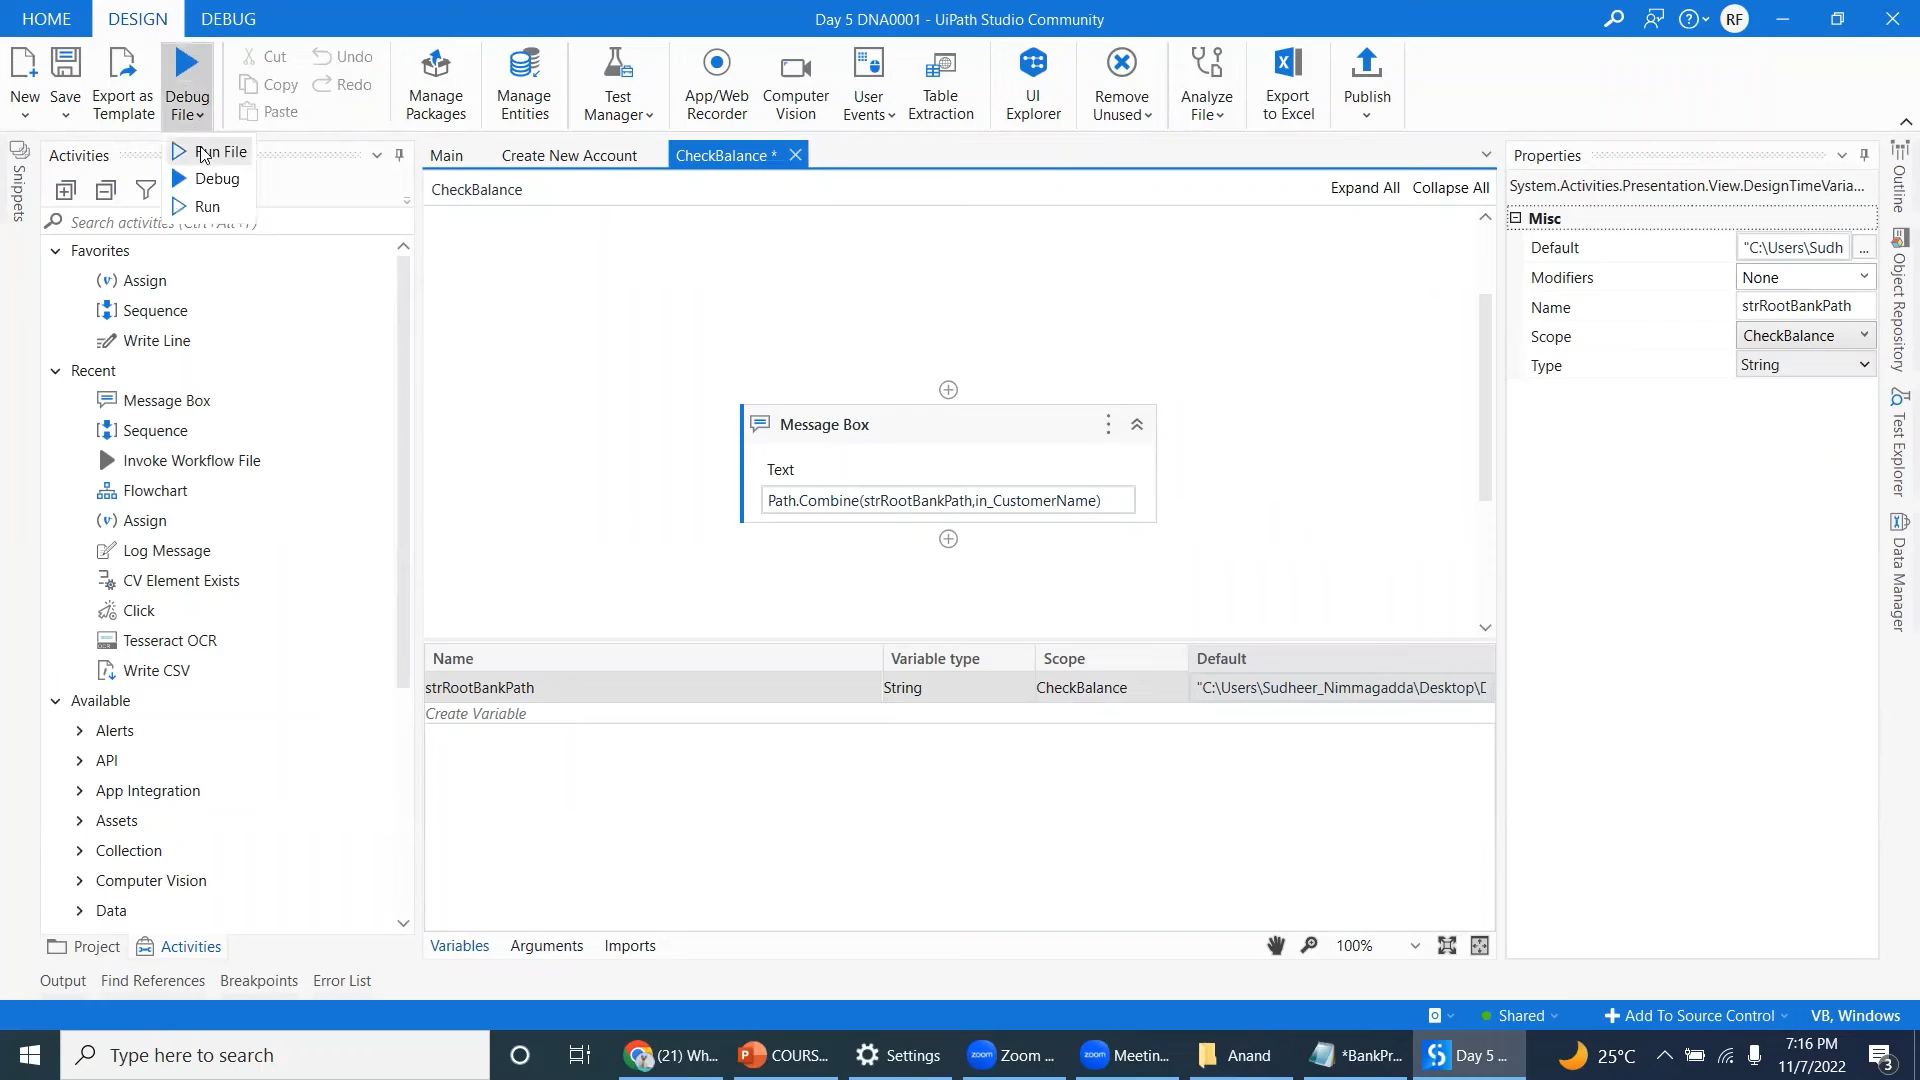 HOME DESIGN DEBUG
Day 5 DNA0001 - UiPath Studio Community
RF
New
Save
Export as Template
Debug File
Cut
Copy
Paste
Undo
Redo
Manage Packages
Manage Entities
Test Manager
App/Web Recorder
Computer Vision
User Events
Table Extraction
UI Explorer
Remove Unused
Analyze File
Export to Excel
Publish
Run File
Debug
Run
Snippets
Activities
Favorites
Assign
Sequence
Write Line
Recent
Message Box
Sequence
Invoke Workflow File
Flowchart
Assign
Log Message
CV Element Exists
Click
Tesseract OCR
Write CSV
Available
Alerts
API
App Integration
Assets
Collection
Computer Vision
Data
Project Activities
Main Create New Account CheckBalance *
CheckBalance
Expand All Collapse All
Message Box
Text
Path.Combine(strRootBankPath,in_CustomerName)
Name Variable type Scope Default
strRootBankPath String CheckBalance "C:\Users\Sudheer_Nimmagadda\Desktop\
Create Variable
Variables Arguments Imports
100%
Properties
System.Activities.Presentation.View.DesignTimeVaria...
Misc
Default "C:\Users\Sudh ...
Modifiers None
Name strRootBankPath
Scope CheckBalance
Type String
Outline
Object Repository
Test Explorer
Data Manager
Output Find References Breakpoints Error List
Shared
Add To Source Control
VB, Windows
Type here to search
(21) Wh...
COURS...
Settings
Zoom ...
Meetin...
Anand
*BankPr...
Day 5 ...
25°C
7:16 PM
11/7/2022
3